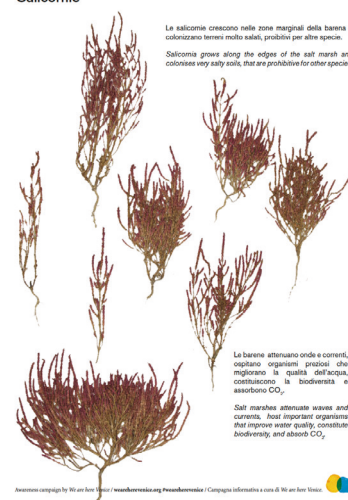 Salicornie
Le salicornie crescono nelle zone marginali della barena
colonizzano terreni molto salati, proibitivi per altre specie.
Salicornia grows along the edges of the salt marsh an
colonises very salty soils, that are prohibitive for other specie
Le barene attenuano onde e correnti,
ospitano organismi preziosi che
migliorano la qualità dell'acqua,
costituiscono la biodiversità e
assorbono CO₂.
Salt marshes attenuate waves and
currents, host important organisms
that improve water quality, constitute
biodiversity, and absorb CO₂.
Awareness campaign by We are here Venice / weareherevenice.org #weareherevenice / Campagna informativa a cura di We are here Venice.